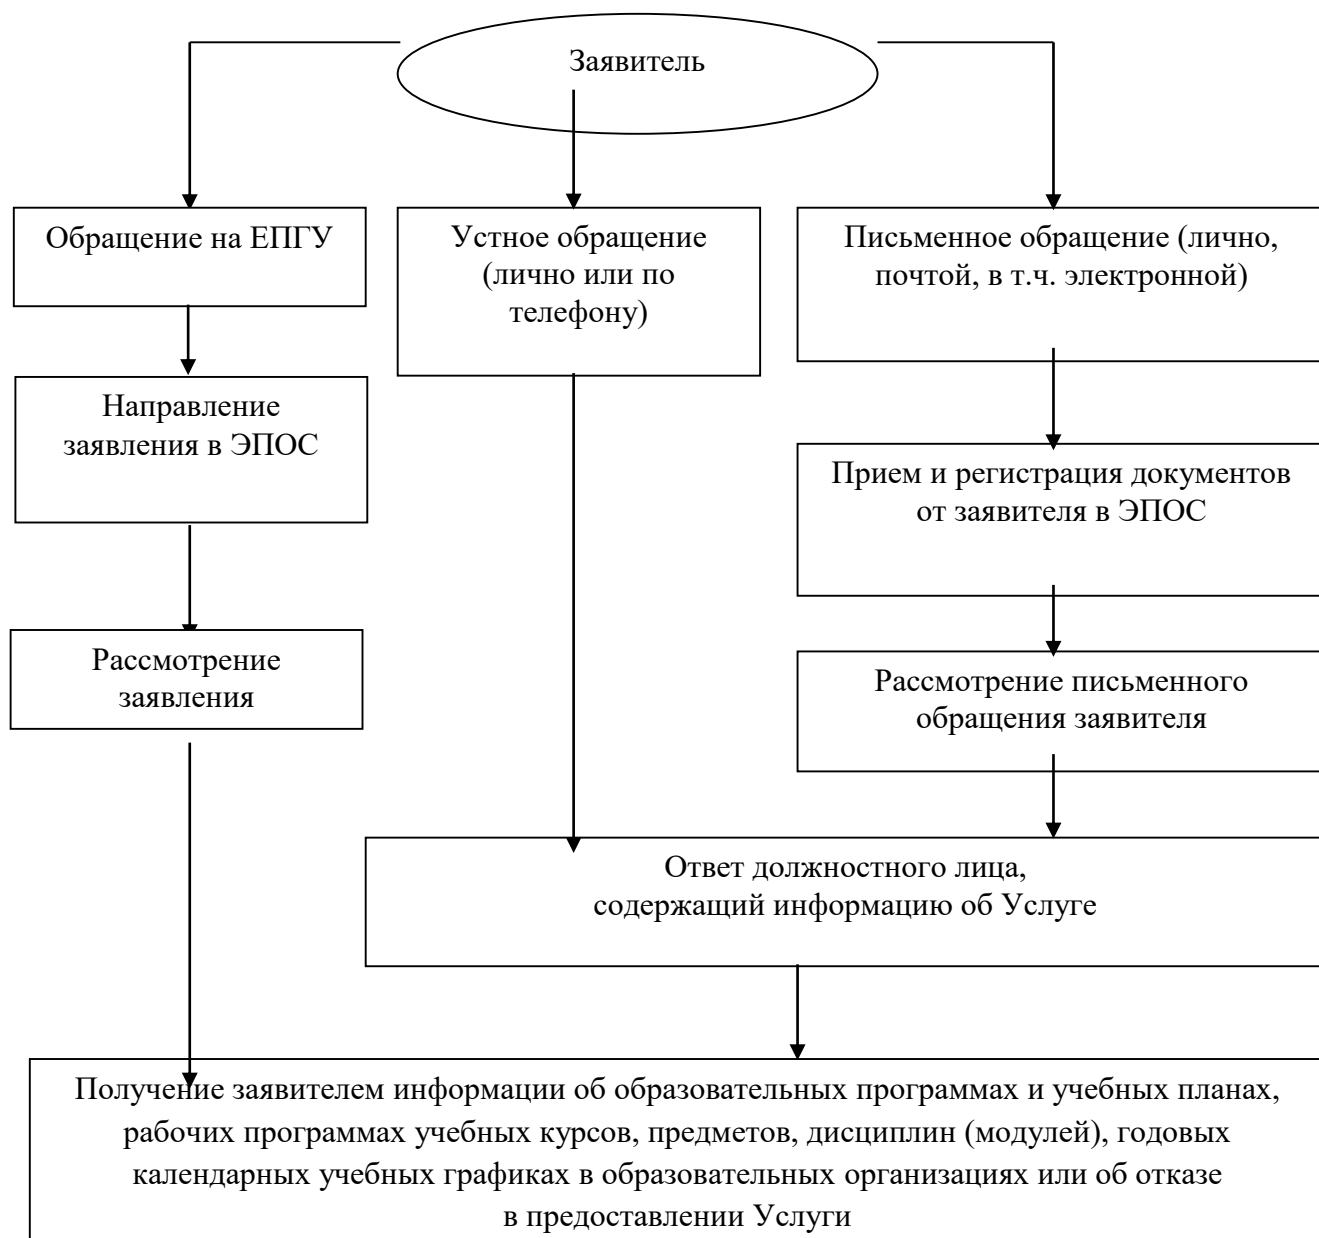 Заявитель
Обращение на ЕПГУ
Устное обращение
(лично или по
телефону)
Письменное обращение (лично,
почтой, в т.ч. электронной)
Направление
заявления в ЭПОС
Прием и регистрация документов
от заявителя в ЭПОС
Рассмотрение
заявления
Рассмотрение письменного
обращения заявителя
Ответ должностного лица,
содержащий информацию об Услуге
Получение заявителем информации об образовательных программах и учебных планах,
рабочих программах учебных курсов, предметов, дисциплин (модулей), годовых
календарных учебных графиках в образовательных организациях или об отказе
в предоставлении Услуги